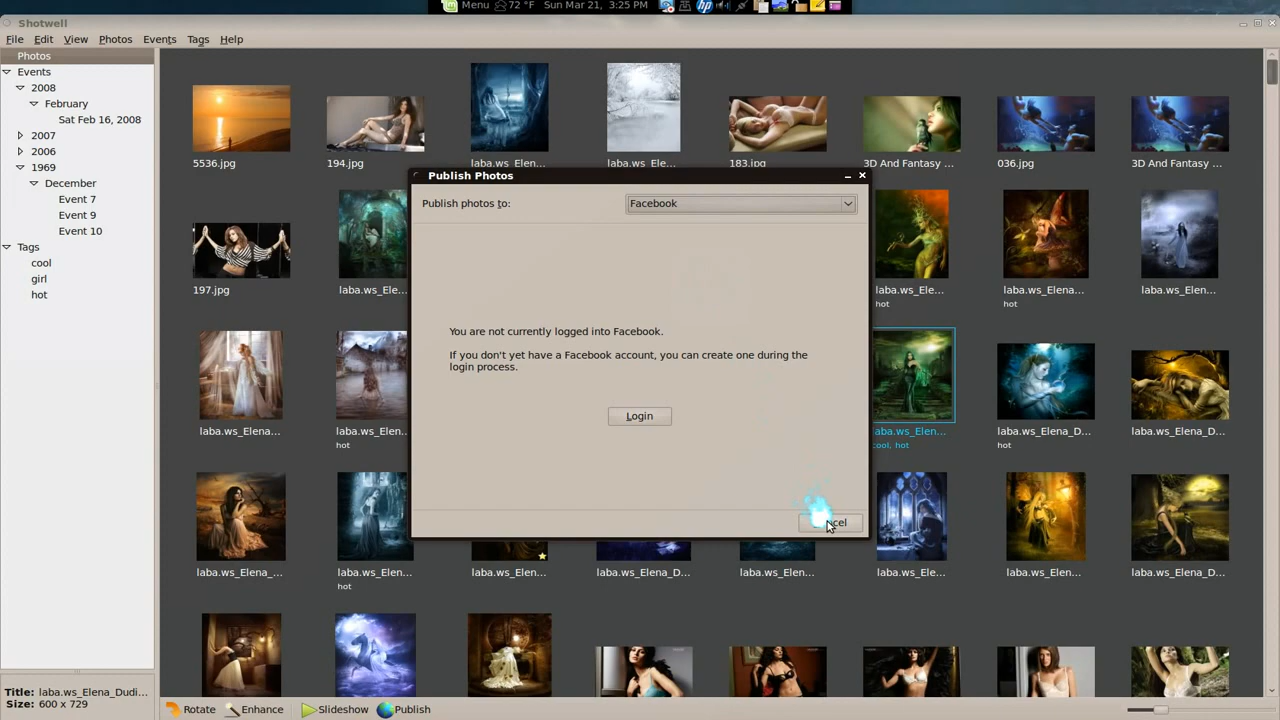 Menu 72 °F Sun Mar 21, 3:25 PM
Shotwell
File Edit View Photos Events Tags Help
Photos
Events
2008
February
Sat Feb 16, 2008
2007
2006
1969
December
Event 7
Event 9
Event 10
Tags
cool
girl
hot
5536.jpg 194.jpg laba.ws_Elen... laba.ws_Ele... 183.jpg 3D And Fantasy ... 036.jpg 3D And Fantasy ...
Publish Photos
Publish photos to: Facebook
You are not currently logged into Facebook.
If you don't yet have a Facebook account, you can create one during the
login process.
Login
197.jpg laba.ws_Ele... laba.ws_Elena... laba.ws_Elen...
hot hot
laba.ws_Elena... laba.ws_Elen... laba.ws_Elen... laba.ws_Elena_D... laba.ws_Elena_D...
hot cool, hot hot
laba.ws_Elena_... laba.ws_Elen... laba.ws_Elen... laba.ws_Elena_D... laba.ws_Elen... laba.ws_Ele... laba.ws_Elen... laba.ws_Elena_D...
hot
Title: laba.ws_Elena_Dudi...
Size: 600 x 729
Rotate Enhance Slideshow Publish